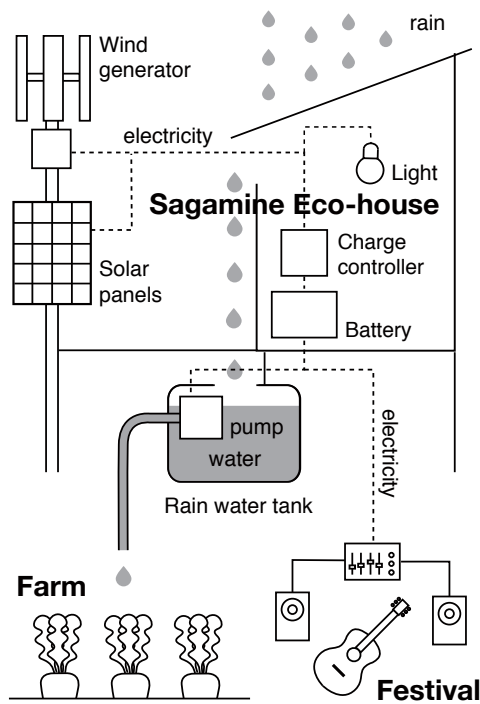 rain
Wind
generator
electricity
Light
Sagamine Eco-house
Charge
controller
Solar
panels
Battery
pump
water
electricity
Rain water tank
Farm
Festival